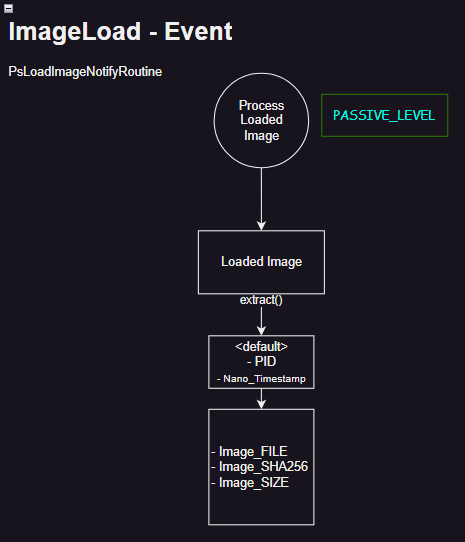 ImageLoad - Event
PsLoadImageNotifyRoutine
Process
Loaded
Image
PASSIVE_LEVEL
Loaded Image
extract()
<default>
- PID
- Nano_Timestamp
- Image_FILE
- Image_SHA256
- Image_SIZE